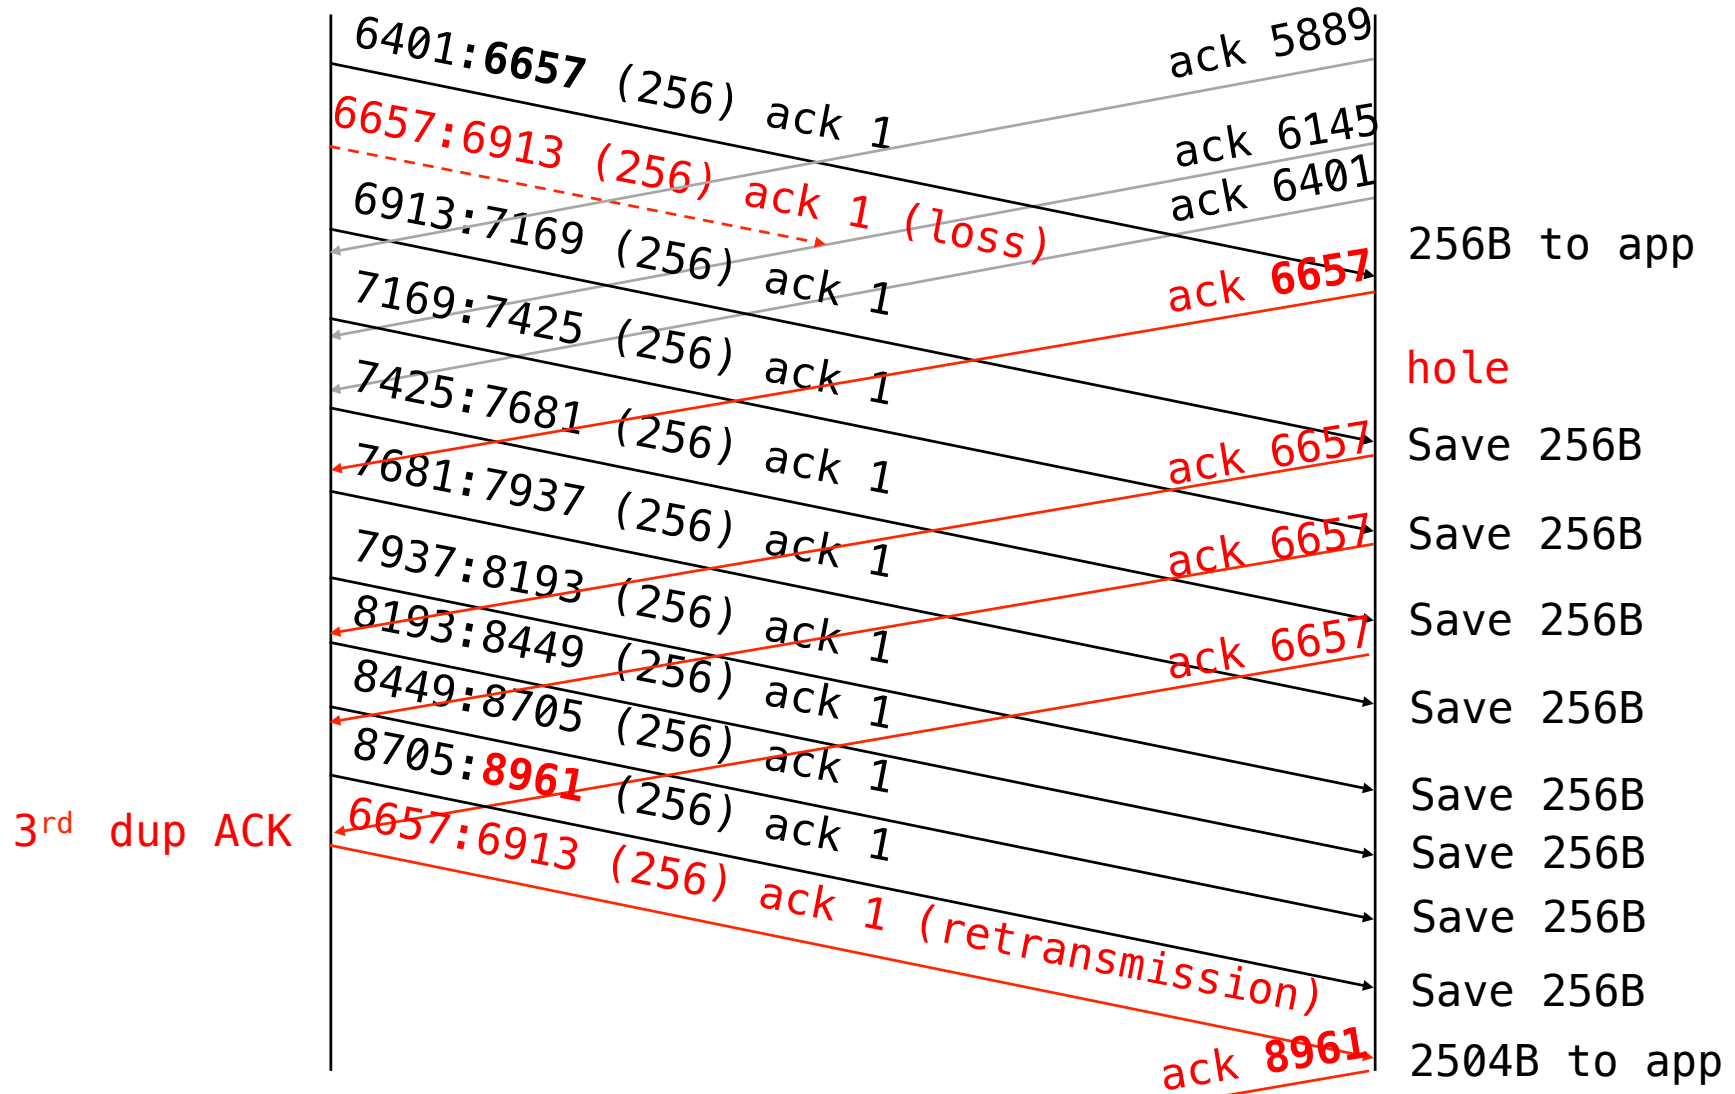 6401:6657 (256) ack 1
ack 5889
6657:6913 (256) ack 1 (loss)
ack 6145
6913:7169 (256) ack 1
ack 6401
256B to app
7169:7425 (256) ack 1
ack 6657
hole
7425:7681 (256) ack 1
ack 6657
Save 256B
7681:7937 (256) ack 1
ack 6657
Save 256B
7937:8193 (256) ack 1
ack 6657
Save 256B
8193:8449 (256) ack 1
Save 256B
8449:8705 (256) ack 1
Save 256B
8705:8961 (256) ack 1
Save 256B
3rd dup ACK
6657:6913 (256) ack 1 (retransmission)
Save 256B
Save 256B
ack 8961
2504B to app